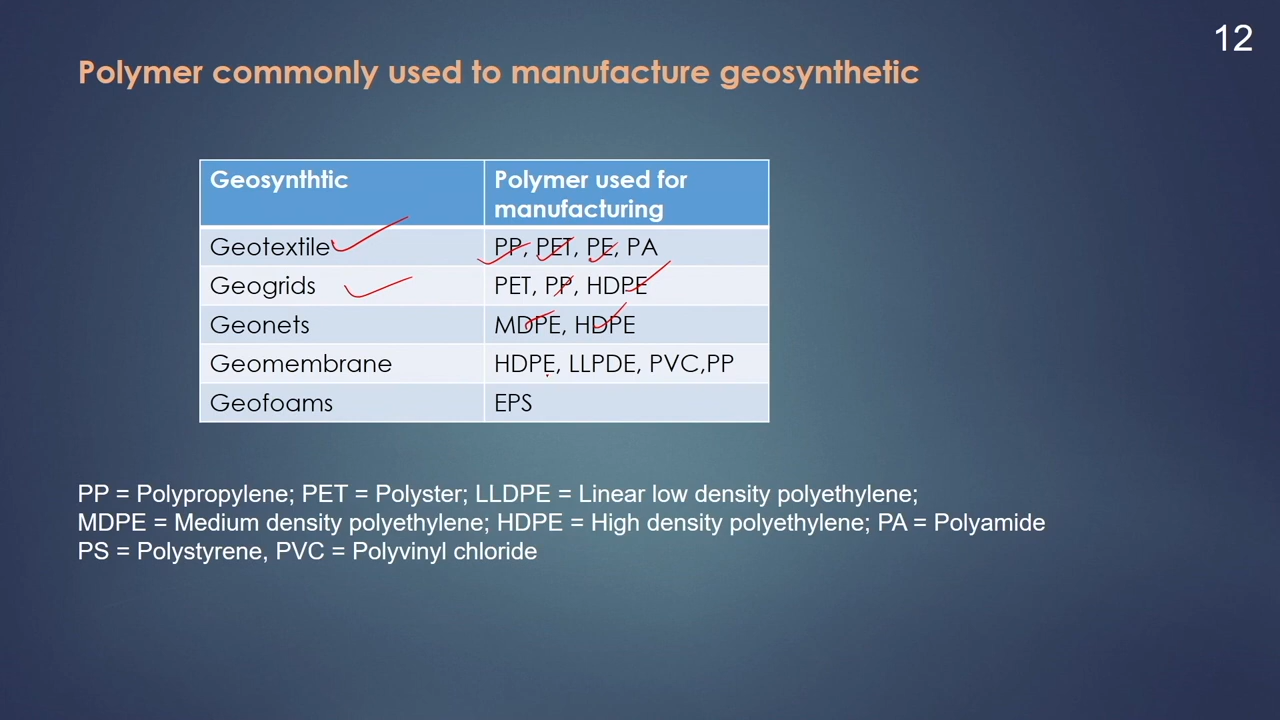 12
Polymer commonly used to manufacture geosynthetic
Geosynthtic
Polymer used for
manufacturing
Geotextile
PP, PET, PE, PA
Geogrids
PET, PP, HDPE
Geonets
MDPE, HDPE
Geomembrane
HDPE, LLPDE, PVC,PP
Geofoams
EPS
PP = Polypropylene; PET = Polyster; LLDPE = Linear low density polyethylene;
MDPE = Medium density polyethylene; HDPE = High density polyethylene; PA = Polyamide
PS = Polystyrene, PVC = Polyvinyl chloride